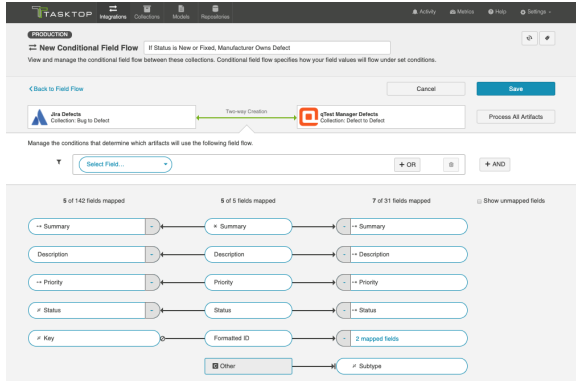 TASKTOP
Integrations
Collections
Models
Repositories
Activity
Metrics
Help
Settings
PRODUCTION
New Conditional Field Flow
If Status is New or Fixed, Manufacturer Owns Defect
View and manage the conditional field flow between these collections. Conditional field flow specifies how your field values will flow under set conditions.
Back to Field Flow
Cancel
Save
Jira Defects
Collection: Bug to Defect
Two-way Creation
qTest Manager Defects
Collection: Defect to Defect
Process All Artifacts
Manage the conditions that determine which artifacts will use the following field flow.
Select Field...
+ OR
+ AND
5 of 142 fields mapped
5 of 5 fields mapped
7 of 31 fields mapped
Show unmapped fields
Summary
Summary
Summary
Description
Description
Description
Priority
Priority
Priority
Status
Status
Status
Key
Formatted ID
2 mapped fields
Other
Subtype